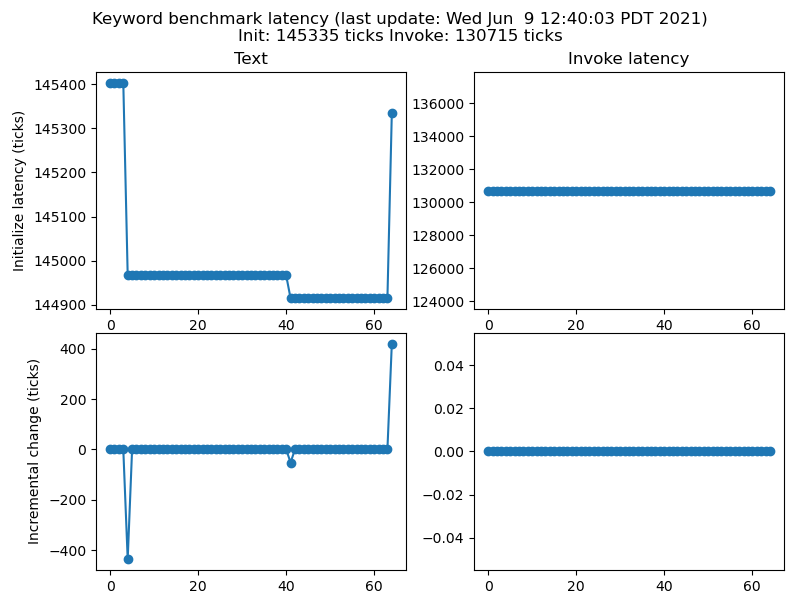 Keyword benchmark latency (last update: Wed Jun  9 12:40:03 PDT 2021)
Init: 145335 ticks Invoke: 130715 ticks
Text
Invoke latency
Initialize latency (ticks)
145400
145300
145200
145100
145000
144900
0 20 40 60
136000
134000
132000
130000
128000
126000
124000
0 20 40 60
Incremental change (ticks)
400
200
0
−200
−400
0 20 40 60
0.04
0.02
0.00
−0.02
−0.04
0 20 40 60